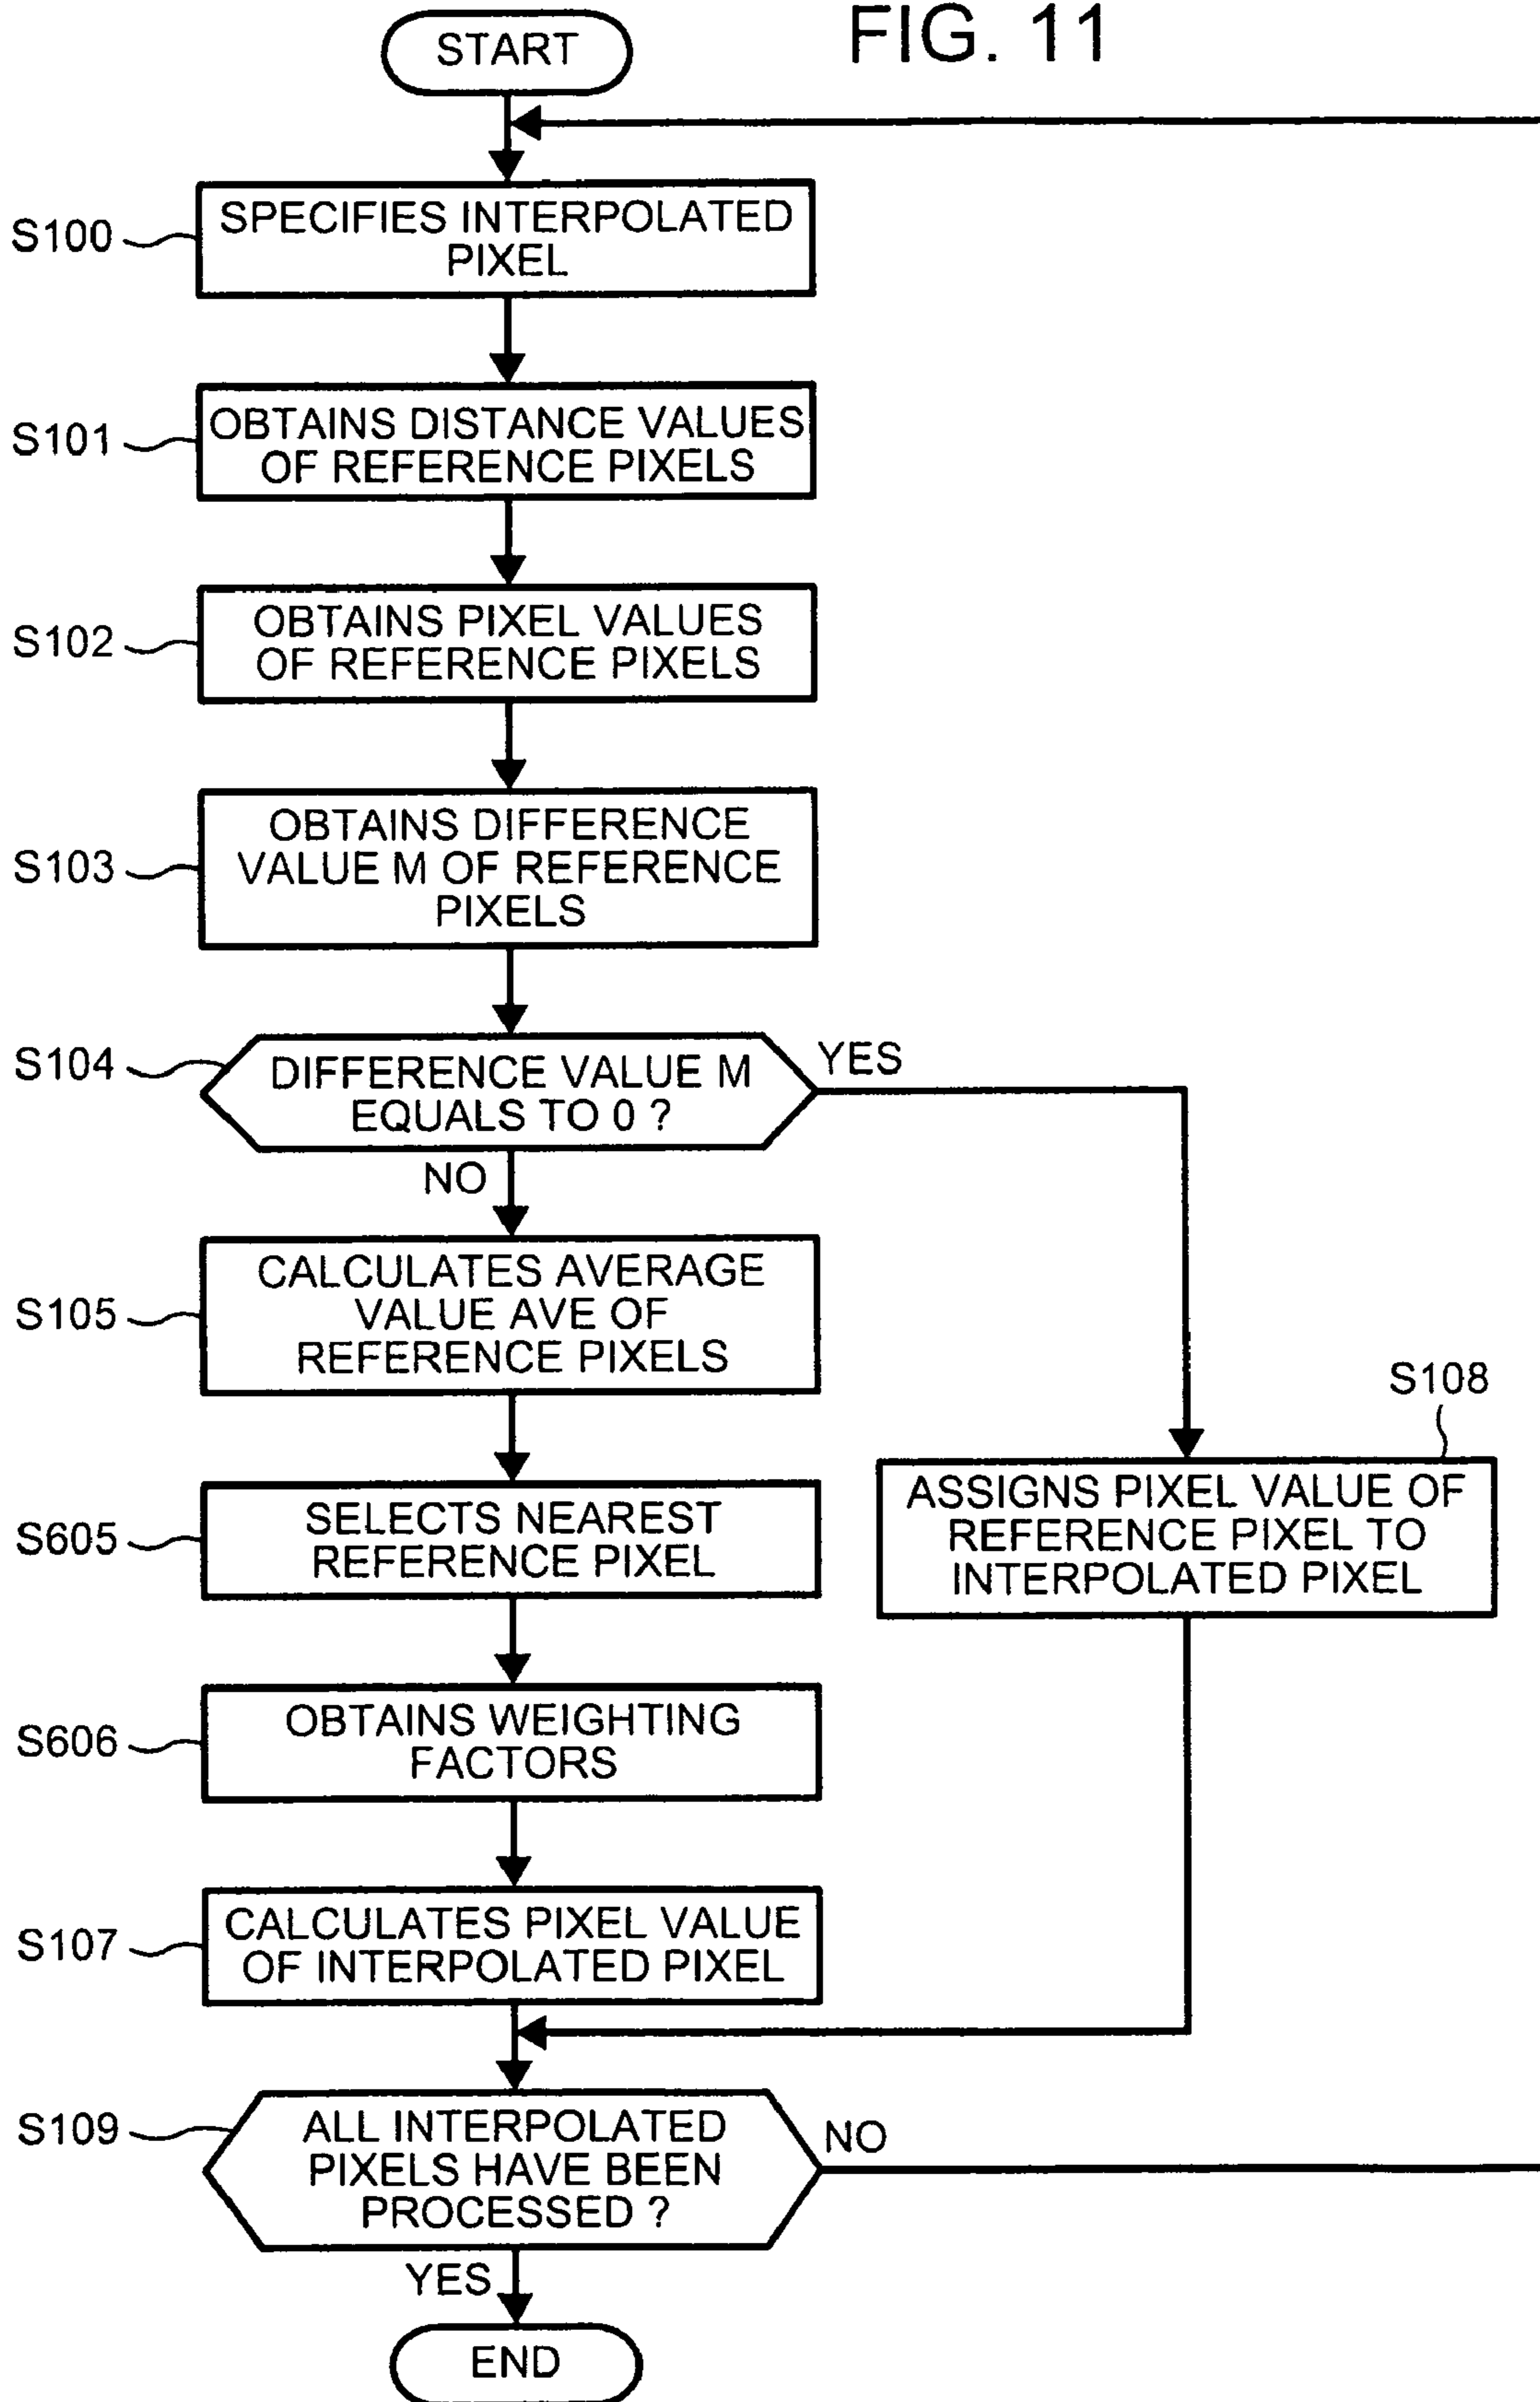 FIG. 11
START
S100
SPECIFIES INTERPOLATED
PIXEL
S101
OBTAINS DISTANCE VALUES
OF REFERENCE PIXELS
S102
OBTAINS PIXEL VALUES
OF REFERENCE PIXELS
S103
OBTAINS DIFFERENCE
VALUE M OF REFERENCE
PIXELS
S104
DIFFERENCE VALUE M
EQUALS TO 0 ?
YES
NO
S105
CALCULATES AVERAGE
VALUE AVE OF
REFERENCE PIXELS
S108
ASSIGNS PIXEL VALUE OF
REFERENCE PIXEL TO
INTERPOLATED PIXEL
S605
SELECTS NEAREST
REFERENCE PIXEL
S606
OBTAINS WEIGHTING
FACTORS
S107
CALCULATES PIXEL VALUE
OF INTERPOLATED PIXEL
S109
ALL INTERPOLATED
PIXELS HAVE BEEN
PROCESSED ?
NO
YES
END